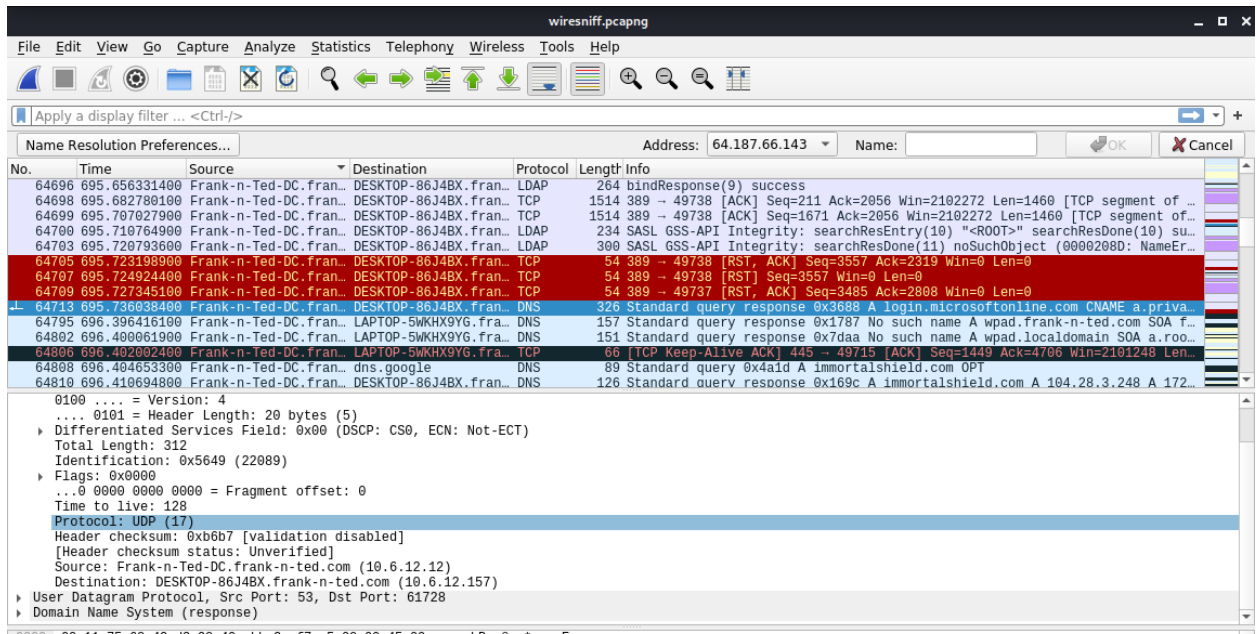 wiresniff.pcapng
File Edit View Go Capture Analyze Statistics Telephony Wireless Tools Help
Apply a display filter ... <Ctrl-/>
+
Name Resolution Preferences... Address: 64.187.66.143 Name: OK Cancel
No. Time Source Destination Protocol Length Info
64696 695.656331400 Frank-n-Ted-DC.fran… DESKTOP-86J4BX.fran… LDAP 264 bindResponse(9) success
64698 695.682780100 Frank-n-Ted-DC.fran… DESKTOP-86J4BX.fran… TCP 1514 389 → 49738 [ACK] Seq=211 Ack=2056 Win=2102272 Len=1460 [TCP segment of …
64699 695.707027900 Frank-n-Ted-DC.fran… DESKTOP-86J4BX.fran… TCP 1514 389 → 49738 [ACK] Seq=1671 Ack=2056 Win=2102272 Len=1460 [TCP segment of…
64700 695.710764900 Frank-n-Ted-DC.fran… DESKTOP-86J4BX.fran… LDAP 234 SASL GSS-API Integrity: searchResEntry(10) "<ROOT>" searchResDone(10) su…
64703 695.720793600 Frank-n-Ted-DC.fran… DESKTOP-86J4BX.fran… LDAP 300 SASL GSS-API Integrity: searchResDone(11) noSuchObject (0000208D: NameEr…
64705 695.723198900 Frank-n-Ted-DC.fran… DESKTOP-86J4BX.fran… TCP 54 389 → 49738 [RST, ACK] Seq=3557 Ack=2319 Win=0 Len=0
64707 695.724924400 Frank-n-Ted-DC.fran… DESKTOP-86J4BX.fran… TCP 54 389 → 49738 [RST] Seq=3557 Win=0 Len=0
64709 695.727345100 Frank-n-Ted-DC.fran… DESKTOP-86J4BX.fran… TCP 54 389 → 49737 [RST, ACK] Seq=3485 Ack=2808 Win=0 Len=0
64713 695.736038400 Frank-n-Ted-DC.fran… DESKTOP-86J4BX.fran… DNS 326 Standard query response 0x3688 A login.microsoftonline.com CNAME a.priva…
64795 696.396416100 Frank-n-Ted-DC.fran… LAPTOP-5WKHX9YG.fra… DNS 157 Standard query response 0x1787 No such name A wpad.frank-n-ted.com SOA f…
64802 696.400061900 Frank-n-Ted-DC.fran… LAPTOP-5WKHX9YG.fra… DNS 151 Standard query response 0x7daa No such name A wpad.localdomain SOA a.roo…
64806 696.402002400 Frank-n-Ted-DC.fran… LAPTOP-5WKHX9YG.fra… TCP 66 [TCP Keep-Alive ACK] 445 → 49715 [ACK] Seq=1449 Ack=4706 Win=2101248 Len…
64808 696.404653300 Frank-n-Ted-DC.fran… dns.google DNS 89 Standard query 0x4a1d A immortalshield.com OPT
64810 696.410694800 Frank-n-Ted-DC.fran… DESKTOP-86J4BX.fran… DNS 126 Standard query response 0x169c A immortalshield.com A 104.28.3.248 A 172…
0100 .... = Version: 4
.... 0101 = Header Length: 20 bytes (5)
Differentiated Services Field: 0x00 (DSCP: CS0, ECN: Not-ECT)
Total Length: 312
Identification: 0x5649 (22089)
Flags: 0x0000
...0 0000 0000 0000 = Fragment offset: 0
Time to live: 128
Protocol: UDP (17)
Header checksum: 0xb6b7 [validation disabled]
[Header checksum status: Unverified]
Source: Frank-n-Ted-DC.frank-n-ted.com (10.6.12.12)
Destination: DESKTOP-86J4BX.frank-n-ted.com (10.6.12.157)
User Datagram Protocol, Src Port: 53, Dst Port: 61728
Domain Name System (response)